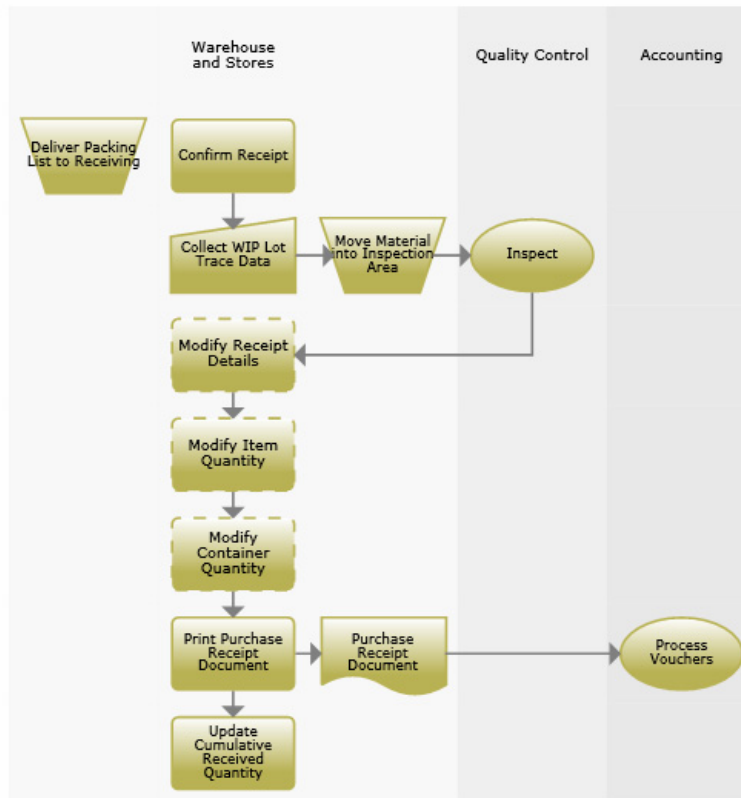 Warehouse
and Stores
Quality Control
Accounting
Deliver Packing
List to Receiving
Confirm Receipt
Collect WIP Lot
Trace Data
Move Material
into Inspection
Area
Inspect
Modify Receipt
Details
Modify Item
Quantity
Modify
Container
Quantity
Print Purchase
Receipt
Document
Purchase
Receipt
Document
Process
Vouchers
Update
Cumulative
Received
Quantity